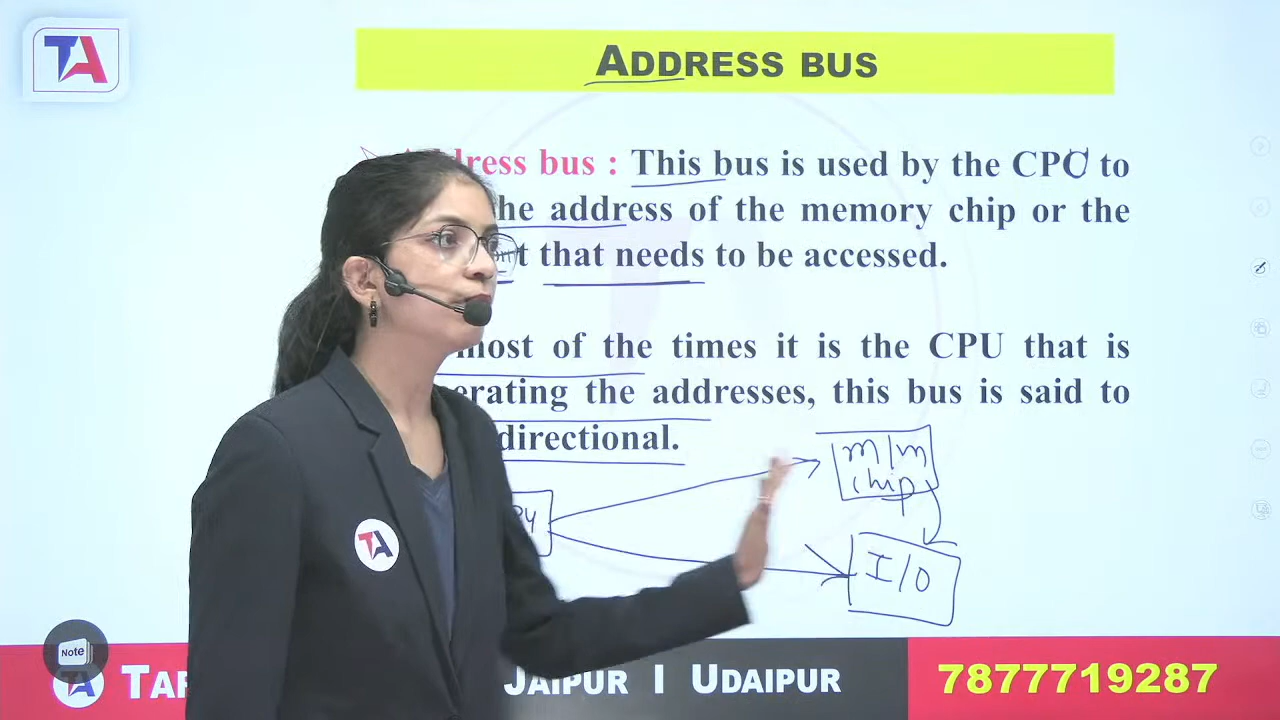 TA
ADDRESS BUS
dress bus : This bus is used by the CPU to
he address of the memory chip or the
t that needs to be accessed.
most of the times it is the CPU that is
erating the addresses, this bus is said to
directional.
m/m
chip
I/O
TA
Note
TA
JAIPUR I UDAIPUR
7877719287